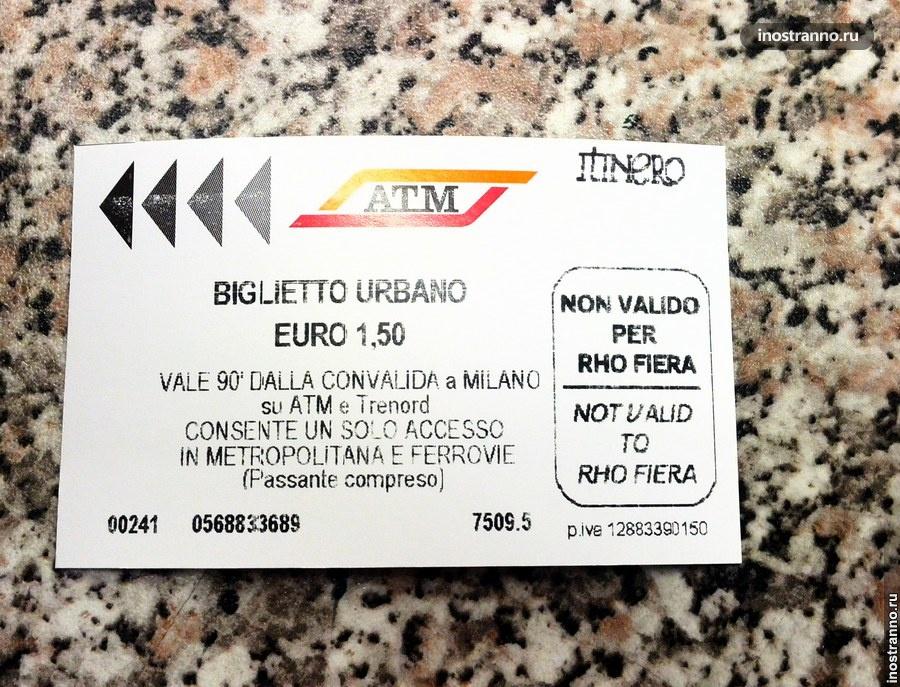 inostranno.ru
ITINERO
ATM
BIGLIETTO URBANO
EURO 1,50
VALE 90' DALLA CONVALIDA a MILANO
su ATM e Trenord
CONSENTE UN SOLO ACCESSO
IN METROPOLITANA E FERROVIE
(Passante compreso)
00241 0568833689 7509.5
NON VALIDO
PER
RHO FIERA
NOT VALID
TO
RHO FIERA
p.iva 12883390150
inostranno.ru